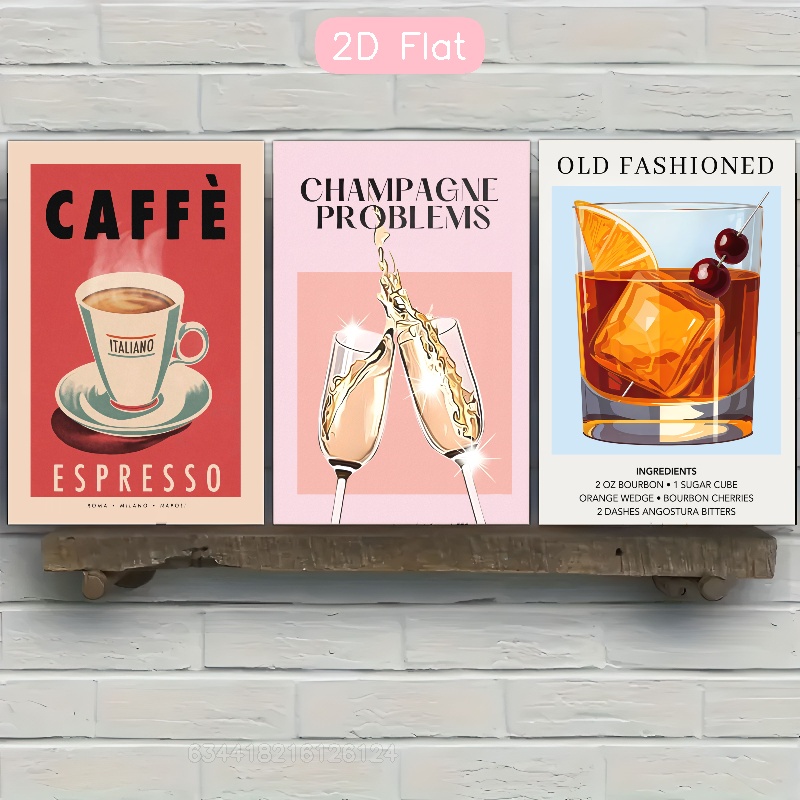 2D Flat
CAFFÈ
ITALIANO
ESPRESSO
ROMA • MILANO • NAPOLI
CHAMPAGNE
PROBLEMS
OLD FASHIONED
INGREDIENTS
2 OZ BOURBON • 1 SUGAR CUBE
ORANGE WEDGE • BOURBON CHERRIES
2 DASHES ANGOSTURA BITTERS
634418216126124